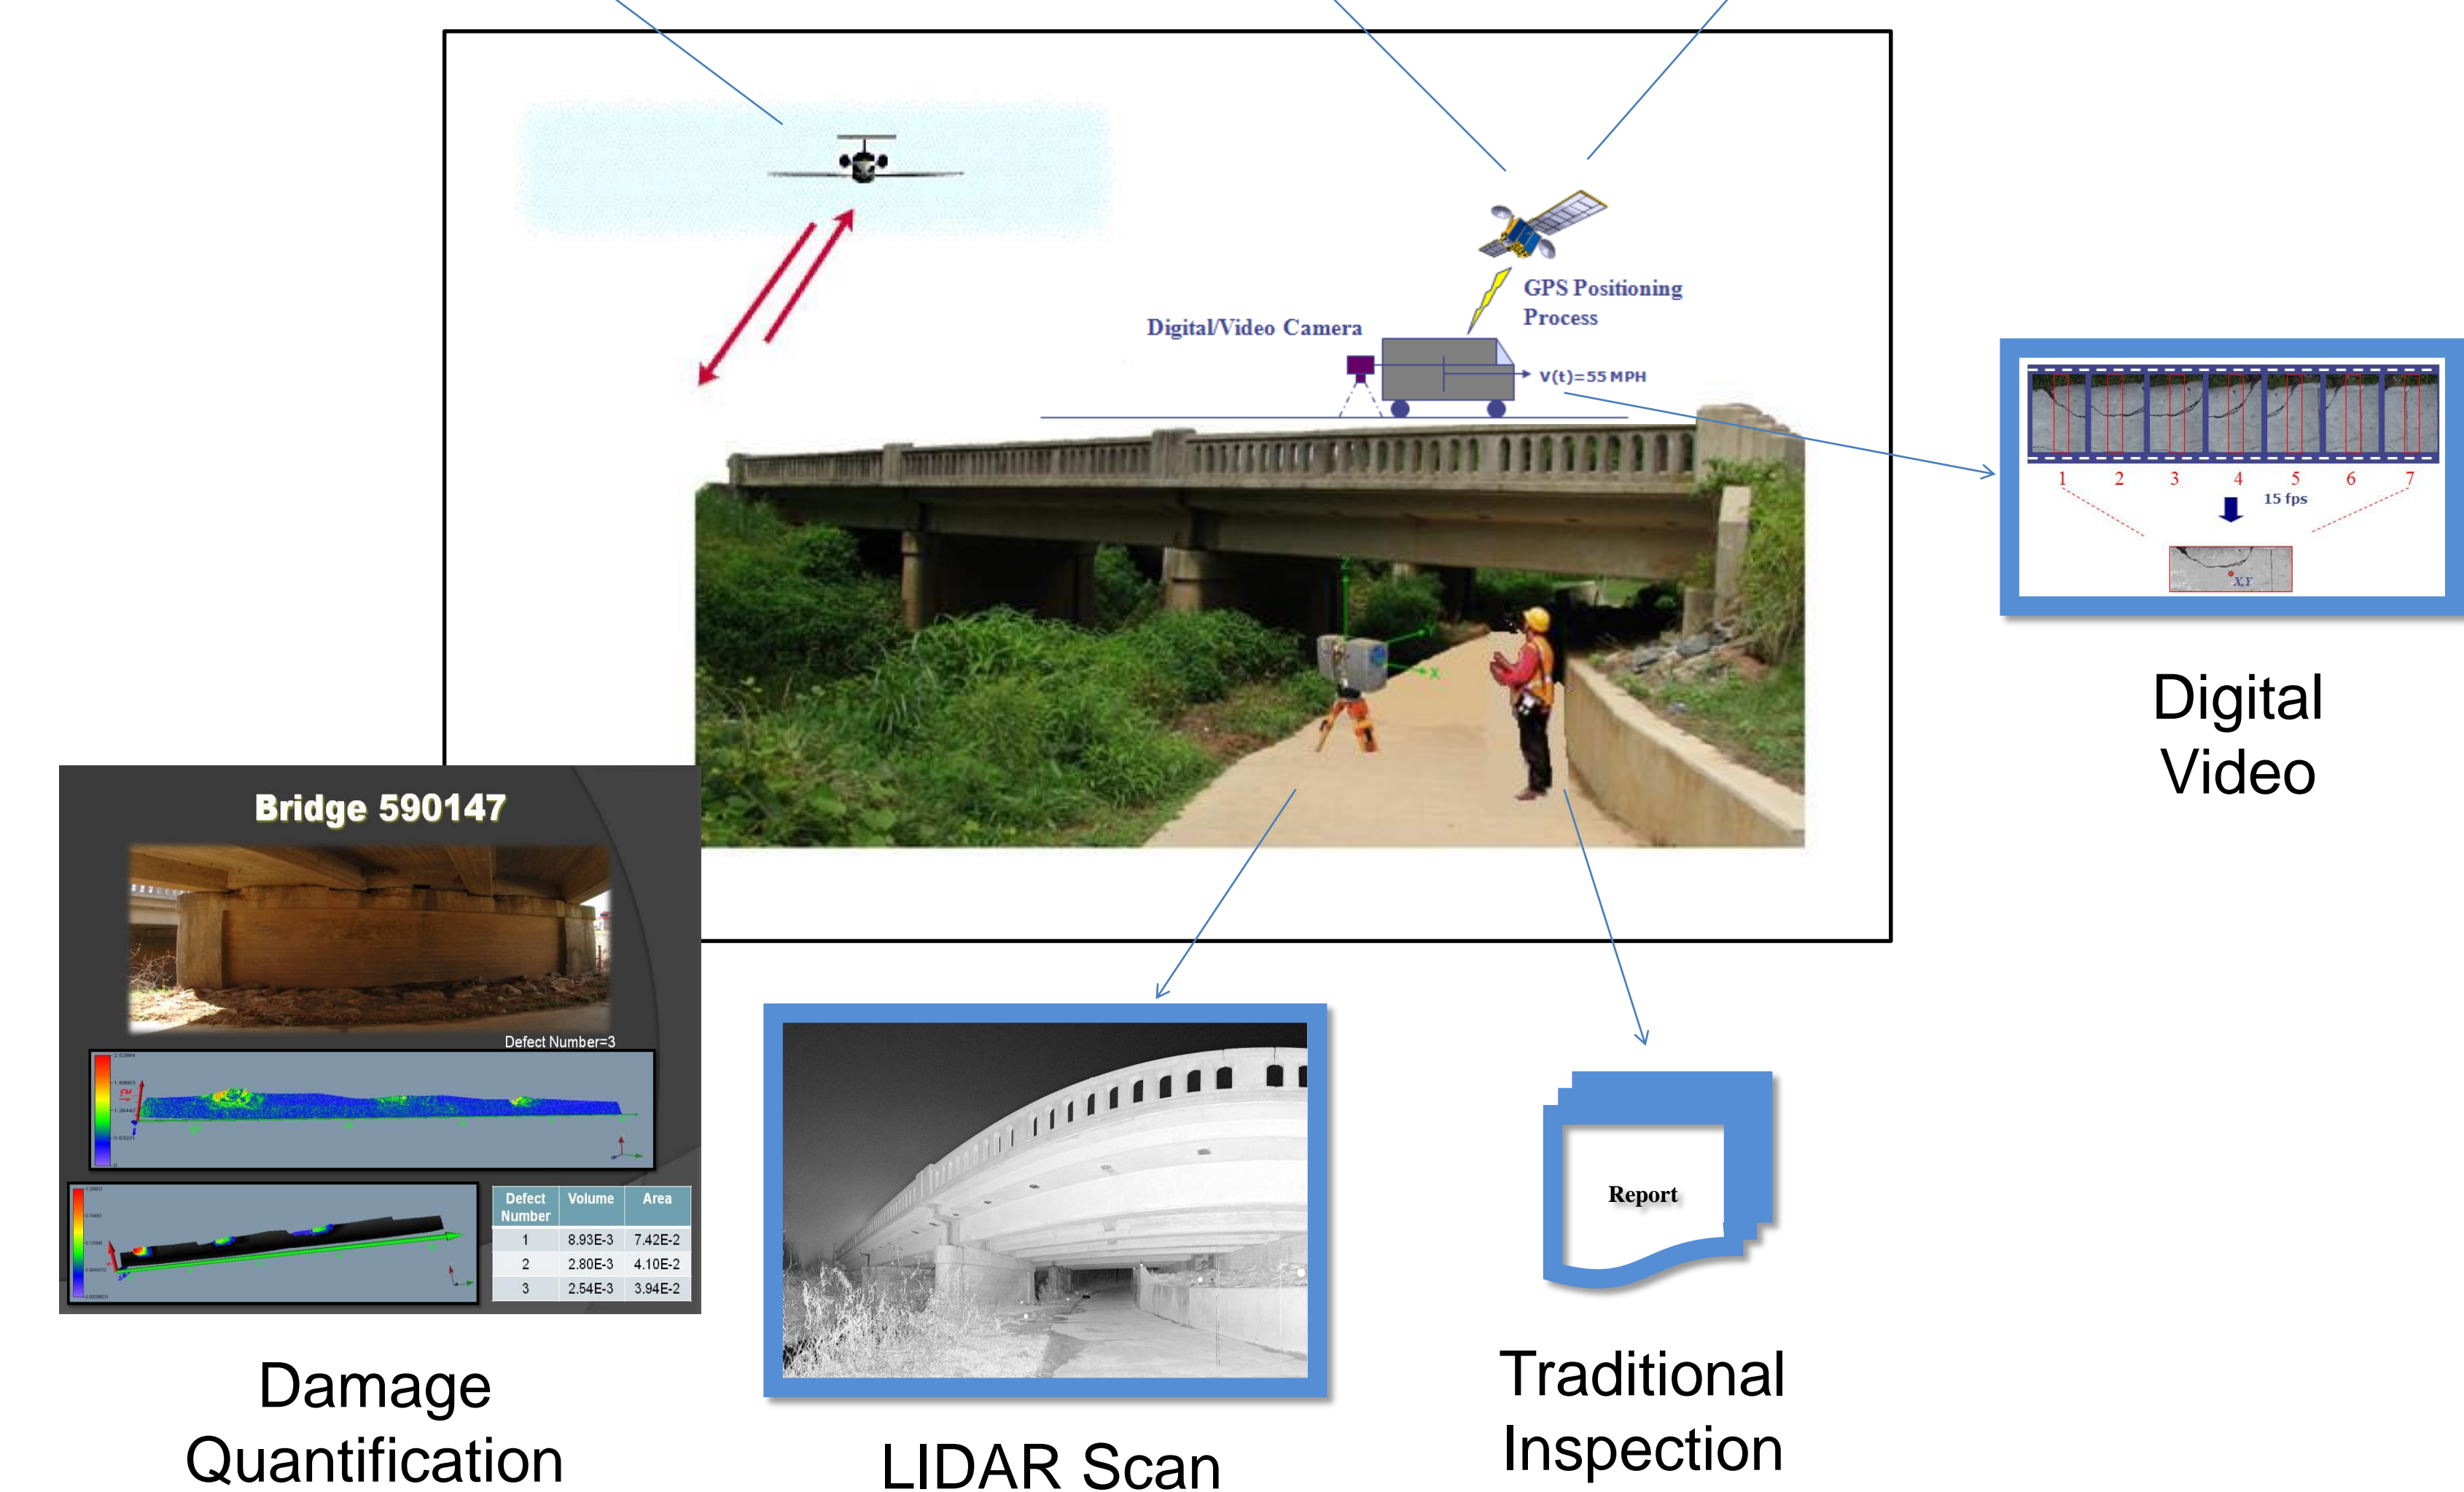 GPS Positioning
Process
Digital/Video Camera
V(t)=55 MPH
1 2 3 4 5 6 7
15 fps
X,Y
Digital
Video
Z
Y
X
Bridge 590147
Defect Number=3
Defect Number Volume Area
1 8.93E-3 7.42E-2
2 2.80E-3 4.10E-2
3 2.54E-3 3.94E-2
Damage
Quantification
LIDAR Scan
Report
Traditional
Inspection